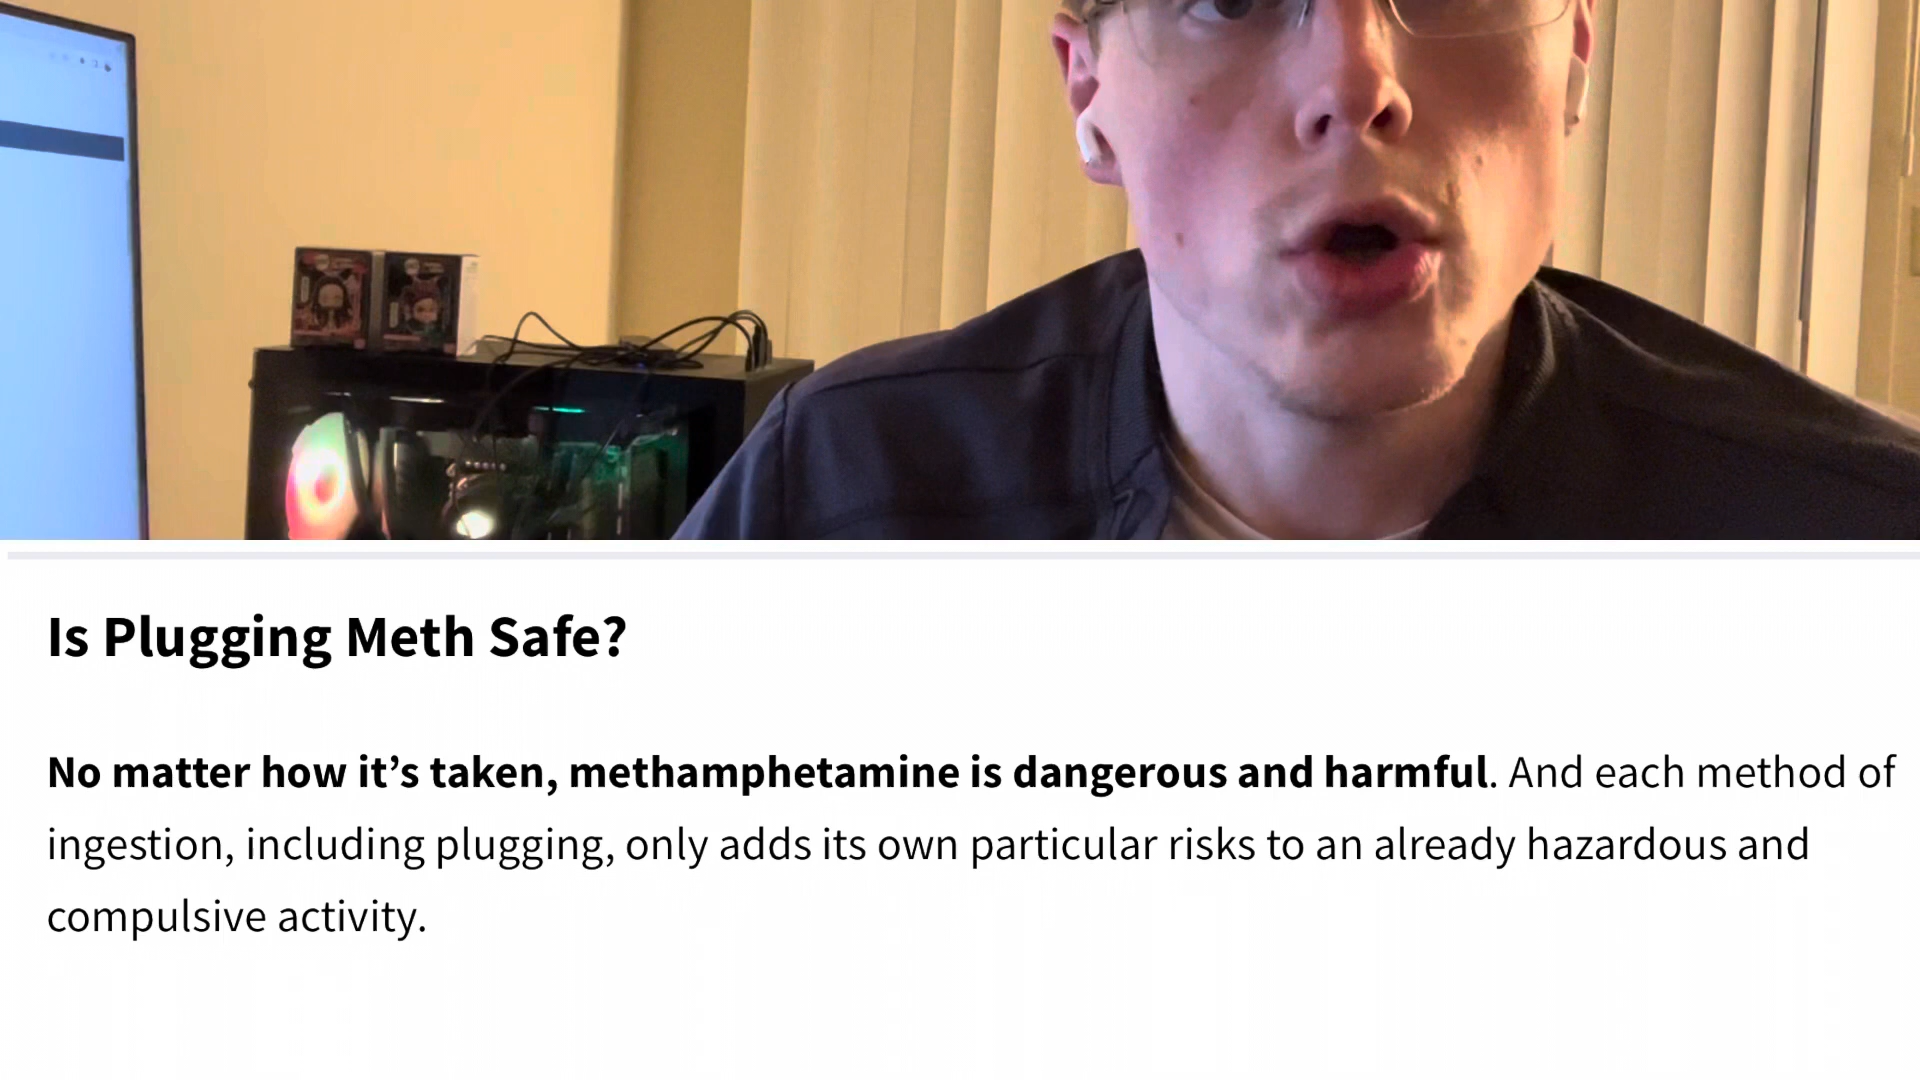 Is Plugging Meth Safe?
No matter how it’s taken, methamphetamine is dangerous and harmful. And each method of
ingestion, including plugging, only adds its own particular risks to an already hazardous and
compulsive activity.